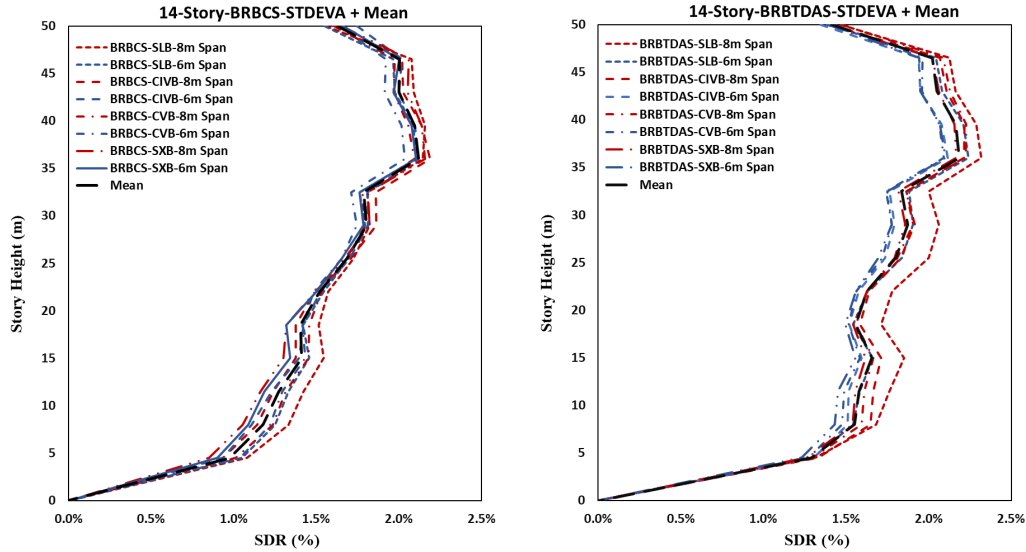 14-Story-BRBCS-STDEVA + Mean
50
45
40
35
30
25
20
15
10
5
0
Story Height (m)
BRBCS-SLB-8m Span
BRBCS-SLB-6m Span
BRBCS-CIVB-8m Span
BRBCS-CIVB-6m Span
BRBCS-CVB-8m Span
BRBCS-CVB-6m Span
BRBCS-SXB-8m Span
BRBCS-SXB-6m Span
Mean
0.0% 0.5% 1.0% 1.5% 2.0% 2.5%
SDR (%)
14-Story-BRBTDAS-STDEVA + Mean
50
45
40
35
30
25
20
15
10
5
0
Story Height (m)
BRBTDAS-SLB-8m Span
BRBTDAS-SLB-6m Span
BRBTDAS-CIVB-8m Span
BRBTDAS-CIVB-6m Span
BRBTDAS-CVB-8m Span
BRBTDAS-CVB-6m Span
BRBTDAS-SXB-8m Span
BRBTDAS-SXB-6m Span
Mean
0.0% 0.5% 1.0% 1.5% 2.0% 2.5%
SDR (%)